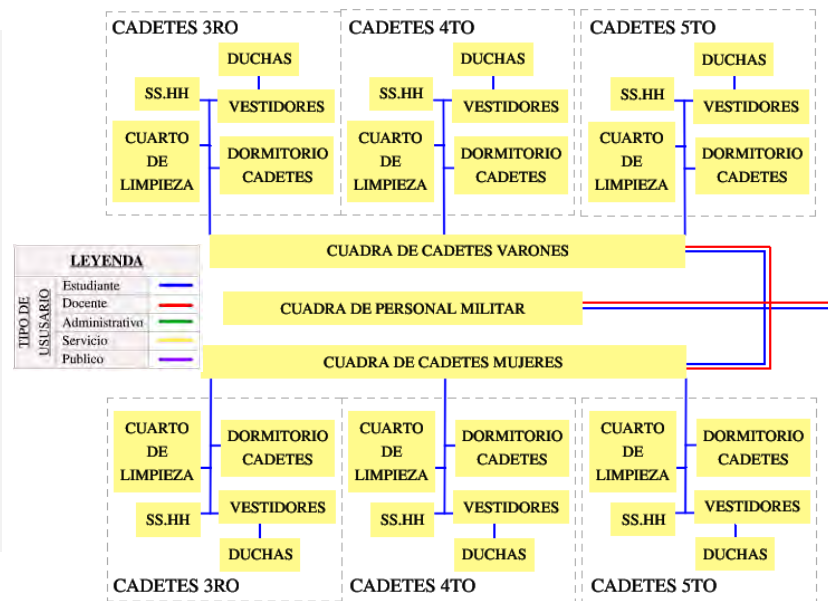 CADETES 3RO
DUCHAS
SS.HH
VESTIDORES
CUARTO
DE
LIMPIEZA
DORMITORIO
CADETES
CADETES 4TO
DUCHAS
SS.HH
VESTIDORES
CUARTO
DE
LIMPIEZA
DORMITORIO
CADETES
CADETES 5TO
DUCHAS
SS.HH
VESTIDORES
CUARTO
DE
LIMPIEZA
DORMITORIO
CADETES
CUADRA DE CADETES VARONES
LEYENDA
TIPO DE
USUSARIO
Estudiante
Docente
Administrativo
Servicio
Publico
CUADRA DE PERSONAL MILITAR
CUADRA DE CADETES MUJERES
CUARTO
DE
LIMPIEZA
DORMITORIO
CADETES
SS.HH
VESTIDORES
DUCHAS
CADETES 3RO
CUARTO
DE
LIMPIEZA
DORMITORIO
CADETES
SS.HH
VESTIDORES
DUCHAS
CADETES 4TO
CUARTO
DE
LIMPIEZA
DORMITORIO
CADETES
SS.HH
VESTIDORES
DUCHAS
CADETES 5TO